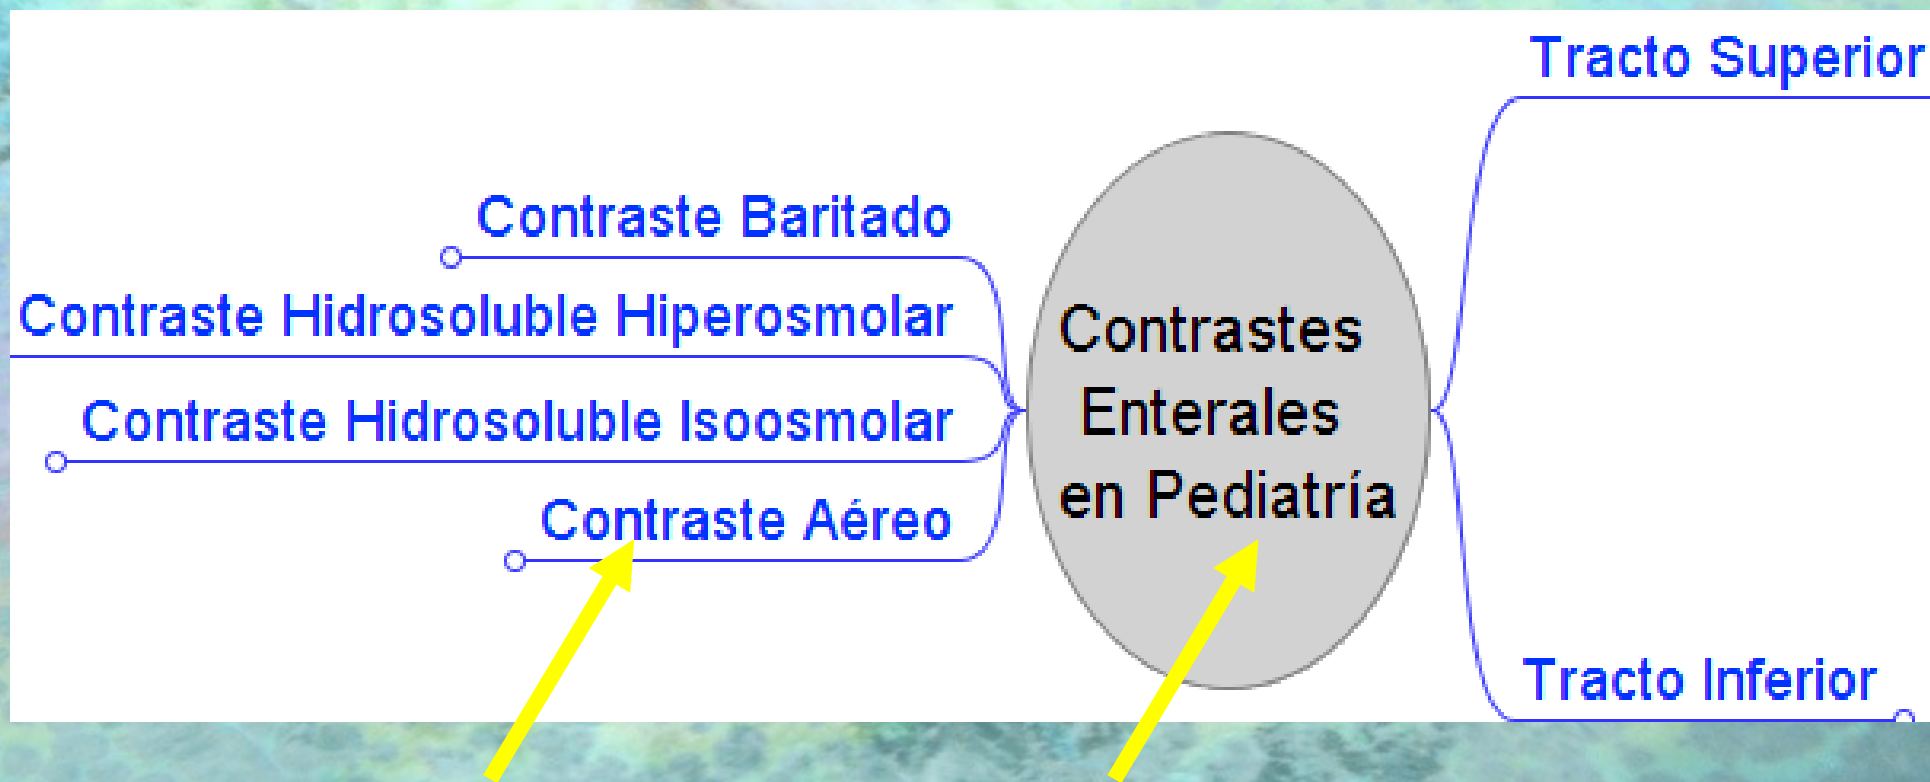 Tracto Superior
Contraste Baritado
Contraste Hidrosoluble Hiperosmolar
Contraste Hidrosoluble Isoosmolar
Contraste Aéreo
Contrastes
Enterales
en Pediatría
Tracto Inferior